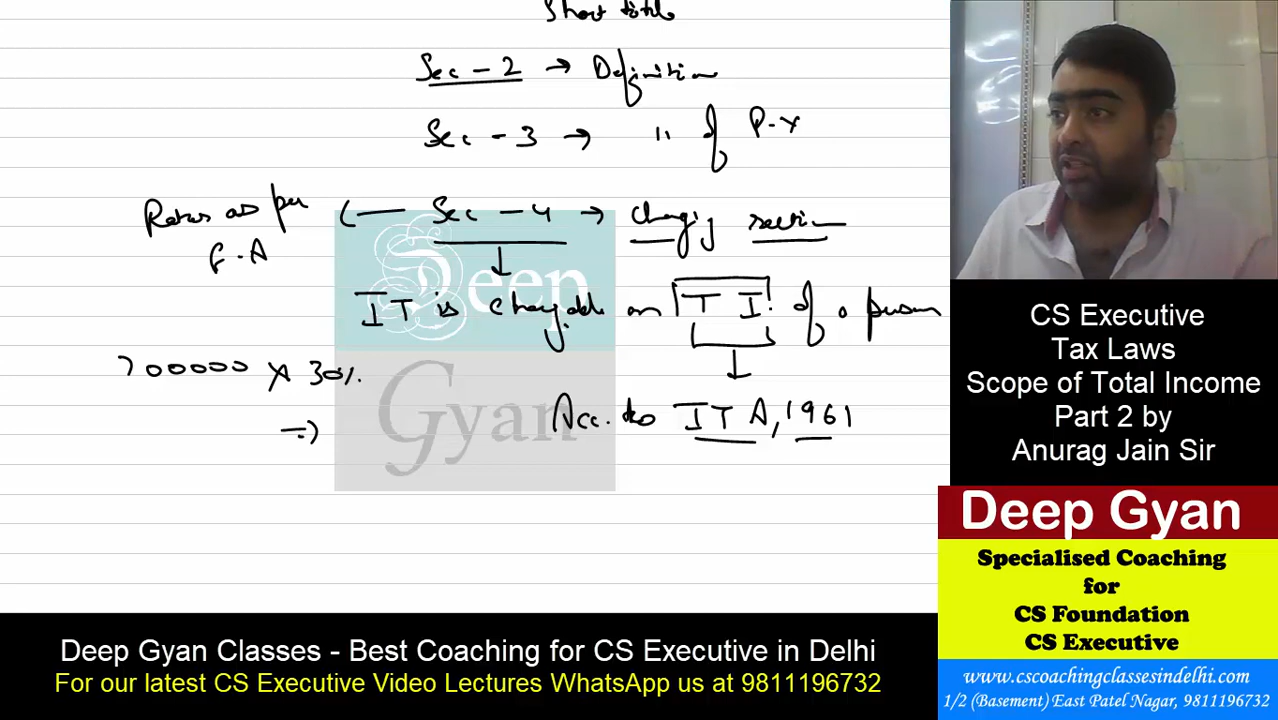 Short title
Sec - 2 → Definition
Sec - 3 → " of P.Y
Rates as per ← Sec - 4 → charging section
F.A
IT is chargeable on T I of a person
700000 × 30%.
⇒
Acc. to ITA, 1961
Deep
Gyan
CS Executive
Tax Laws
Scope of Total Income
Part 2 by
Anurag Jain Sir
Deep Gyan
Specialised Coaching
for
CS Foundation
CS Executive
www.cscoachingclassesindelhi.com
1/2 (Basement) East Patel Nagar, 9811196732
Deep Gyan Classes - Best Coaching for CS Executive in Delhi
For our latest CS Executive Video Lectures WhatsApp us at 9811196732